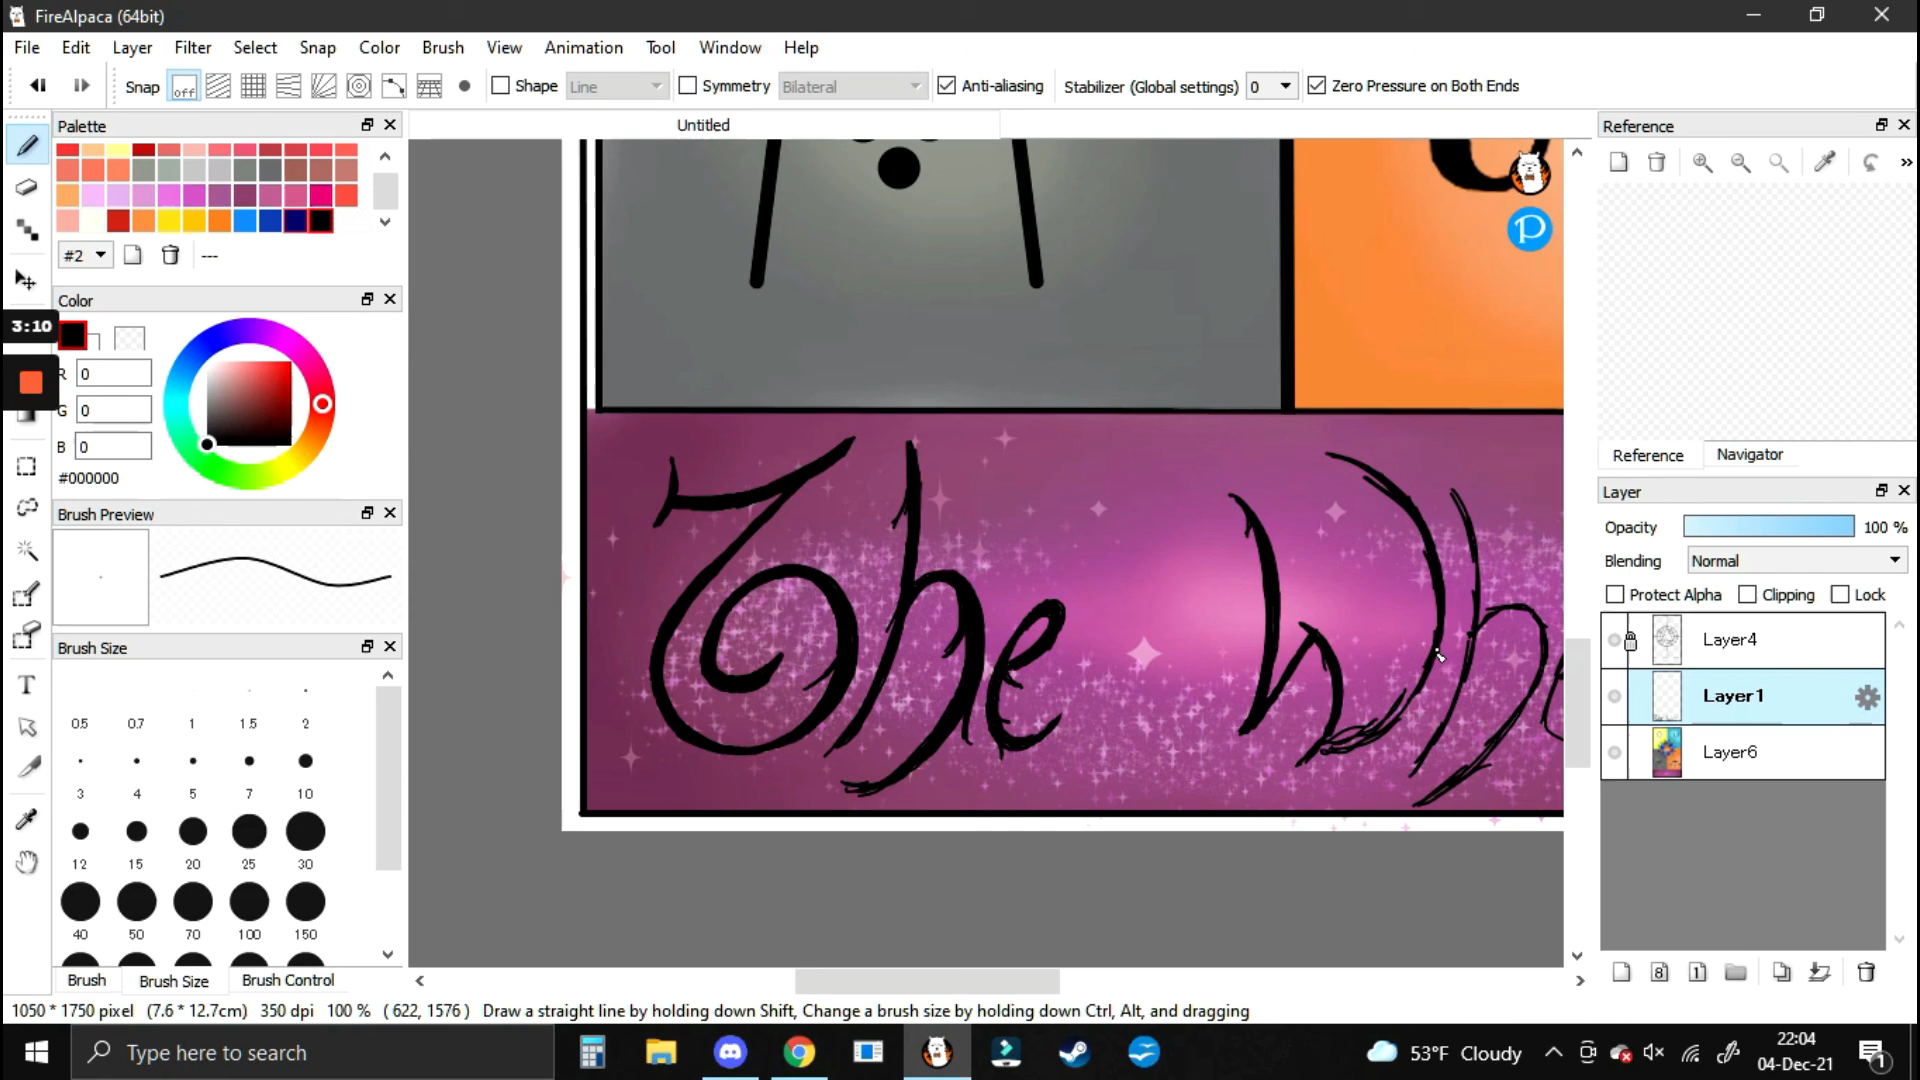 FireAlpaca (64bit)
File Edit Layer Filter Select Snap Color Brush View Animation Tool Window Help
Snap off Shape Line Symmetry Bilateral Anti-aliasing Stabilizer (Global settings) 0 Zero Pressure on Both Ends
Palette
Untitled
Reference
P
#2
---
Color
3:10
R 0
G 0
B 0
#000000
Reference Navigator
Layer
Brush Preview
Opacity 100 %
Blending Normal
Protect Alpha Clipping Lock
The Whe
Layer4
Layer1
Layer6
Brush Size
T
0.5 0.7 1 1.5 2
3 4 5 7 10
12 15 20 25 30
40 50 70 100 150
Brush Brush Size Brush Control
8 1
1050 * 1750 pixel (7.6 * 12.7cm) 350 dpi 100 % ( 622, 1576 ) Draw a straight line by holding down Shift, Change a brush size by holding down Ctrl, Alt, and dragging
Type here to search
53°F Cloudy
22:04
04-Dec-21
1